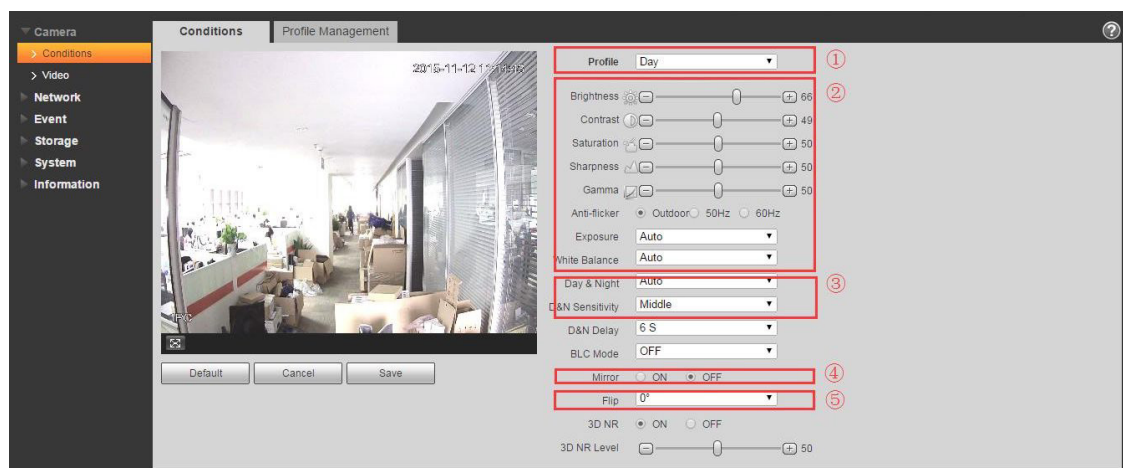 Camera
Conditions
Video
Network
Event
Storage
System
Information
Conditions Profile Management
IPC
Default Cancel Save
Profile Day ①
Brightness 66 ②
Contrast 49
Saturation 50
Sharpness 50
Gamma 50
Anti-flicker Outdoor 50Hz 60Hz
Exposure Auto
White Balance Auto
Day & Night Auto ③
D&N Sensitivity Middle
D&N Delay 6 S
BLC Mode OFF
Mirror ON OFF ④
Flip 0° ⑤
3D NR ON OFF
3D NR Level 50